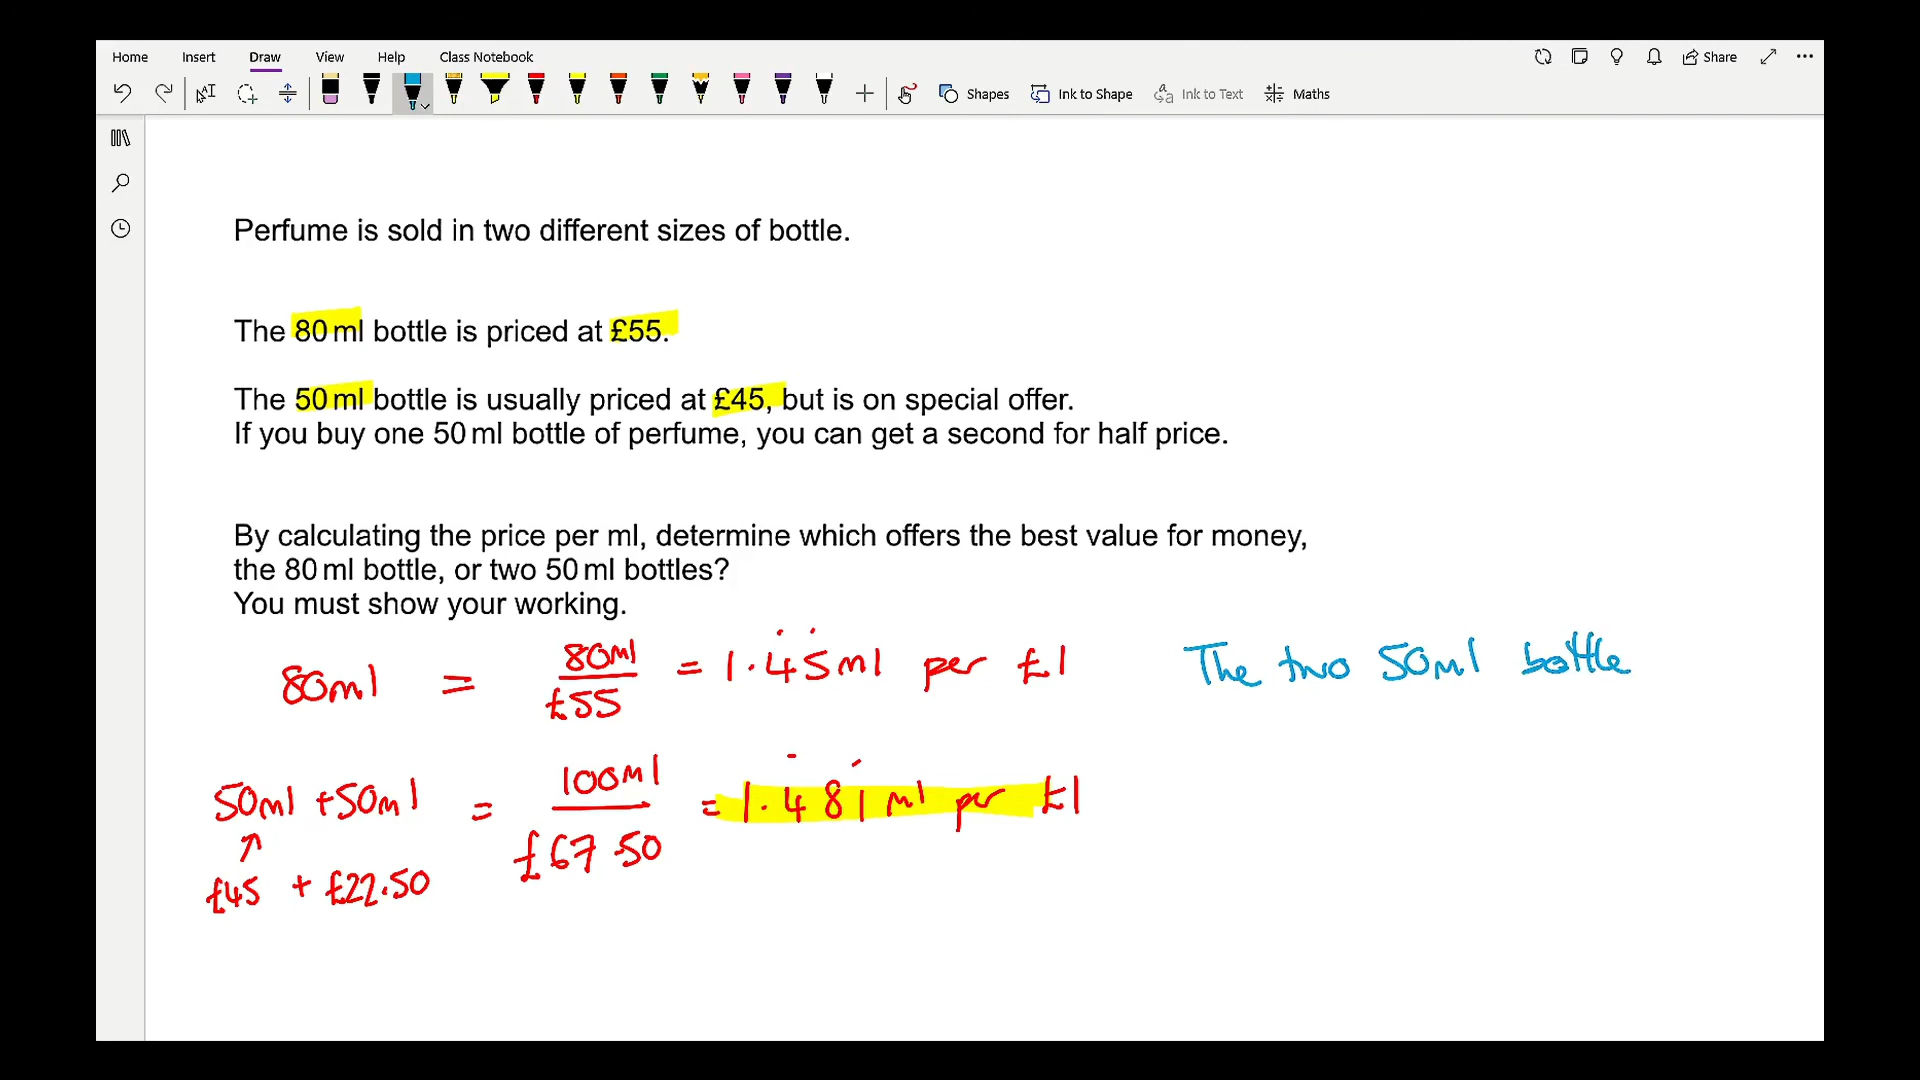 Home Insert Draw View Help Class Notebook Share
Shapes Ink to Shape Ink to Text Maths
Perfume is sold in two different sizes of bottle.
The 80 ml bottle is priced at £55.
The 50 ml bottle is usually priced at £45, but is on special offer.
If you buy one 50 ml bottle of perfume, you can get a second for half price.
By calculating the price per ml, determine which offers the best value for money,
the 80 ml bottle, or two 50 ml bottles?
You must show your working.
80ml = 80ml / £55 = 1.4̇5̇ml per £1
The two 50ml bottle
50ml + 50ml = 100ml / £67.50 = 1.4̇81̇ ml per £1
↑
£45 + £22.50